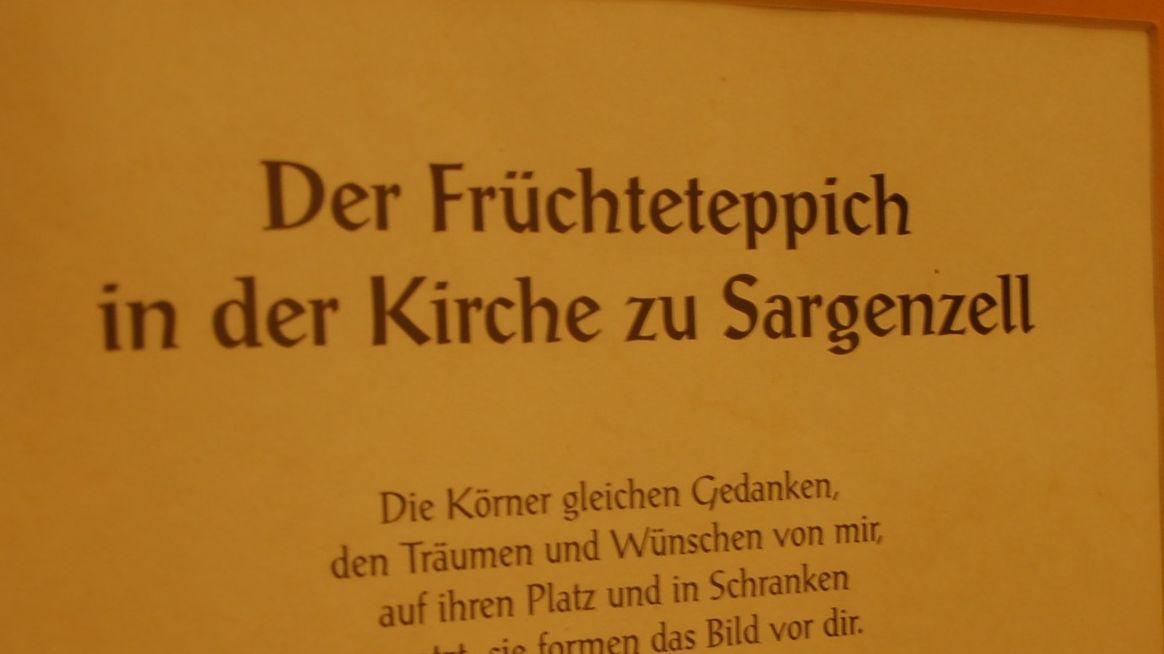 Der Früchteteppich
in der Kirche zu Sargenzell
Die Körner gleichen Gedanken,
den Träumen und Wünschen von mir,
auf ihren Platz und in Schranken
sie formen das Bild vor dir.